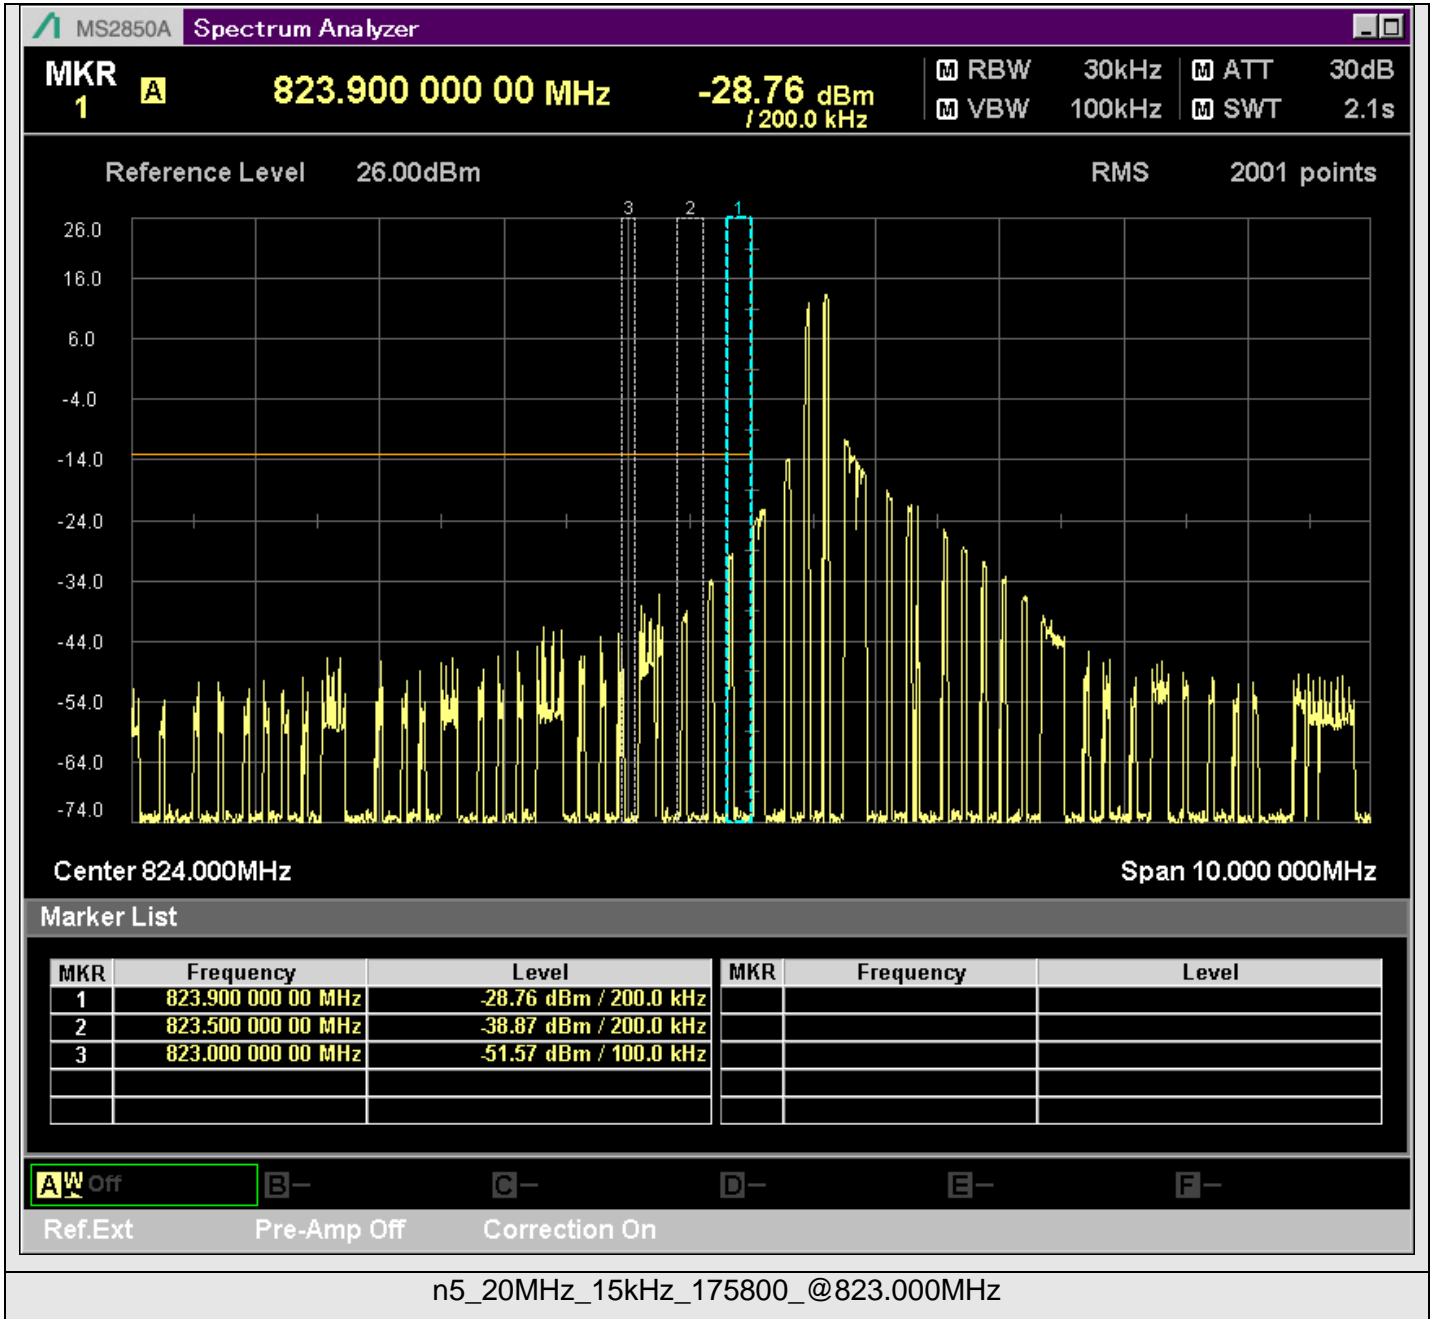 MS2850A Spectrum Analyzer
MKR 1 A 823.900 000 00 MHz -28.76 dBm / 200.0 kHz
M RBW 30kHz M ATT 30dB
M VBW 100kHz M SWT 2.1s
Reference Level 26.00dBm RMS 2001 points
3 2 1
26.0
16.0
6.0
-4.0
-14.0
-24.0
-34.0
-44.0
-54.0
-64.0
-74.0
Center 824.000MHz Span 10.000 000MHz
Marker List
MKR Frequency Level MKR Frequency Level
1 823.900 000 00 MHz -28.76 dBm / 200.0 kHz
2 823.500 000 00 MHz -38.87 dBm / 200.0 kHz
3 823.000 000 00 MHz -51.57 dBm / 100.0 kHz
A W Off B – C – D – E – F –
Ref.Ext Pre-Amp Off Correction On
n5_20MHz_15kHz_175800_@823.000MHz